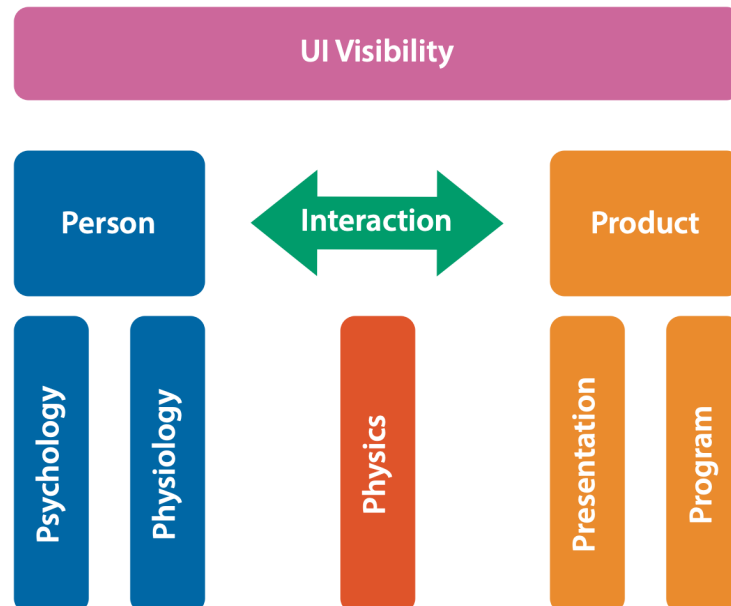 UI Visibility
Person
Interaction
Product
Psychology
Physiology
Physics
Presentation
Program